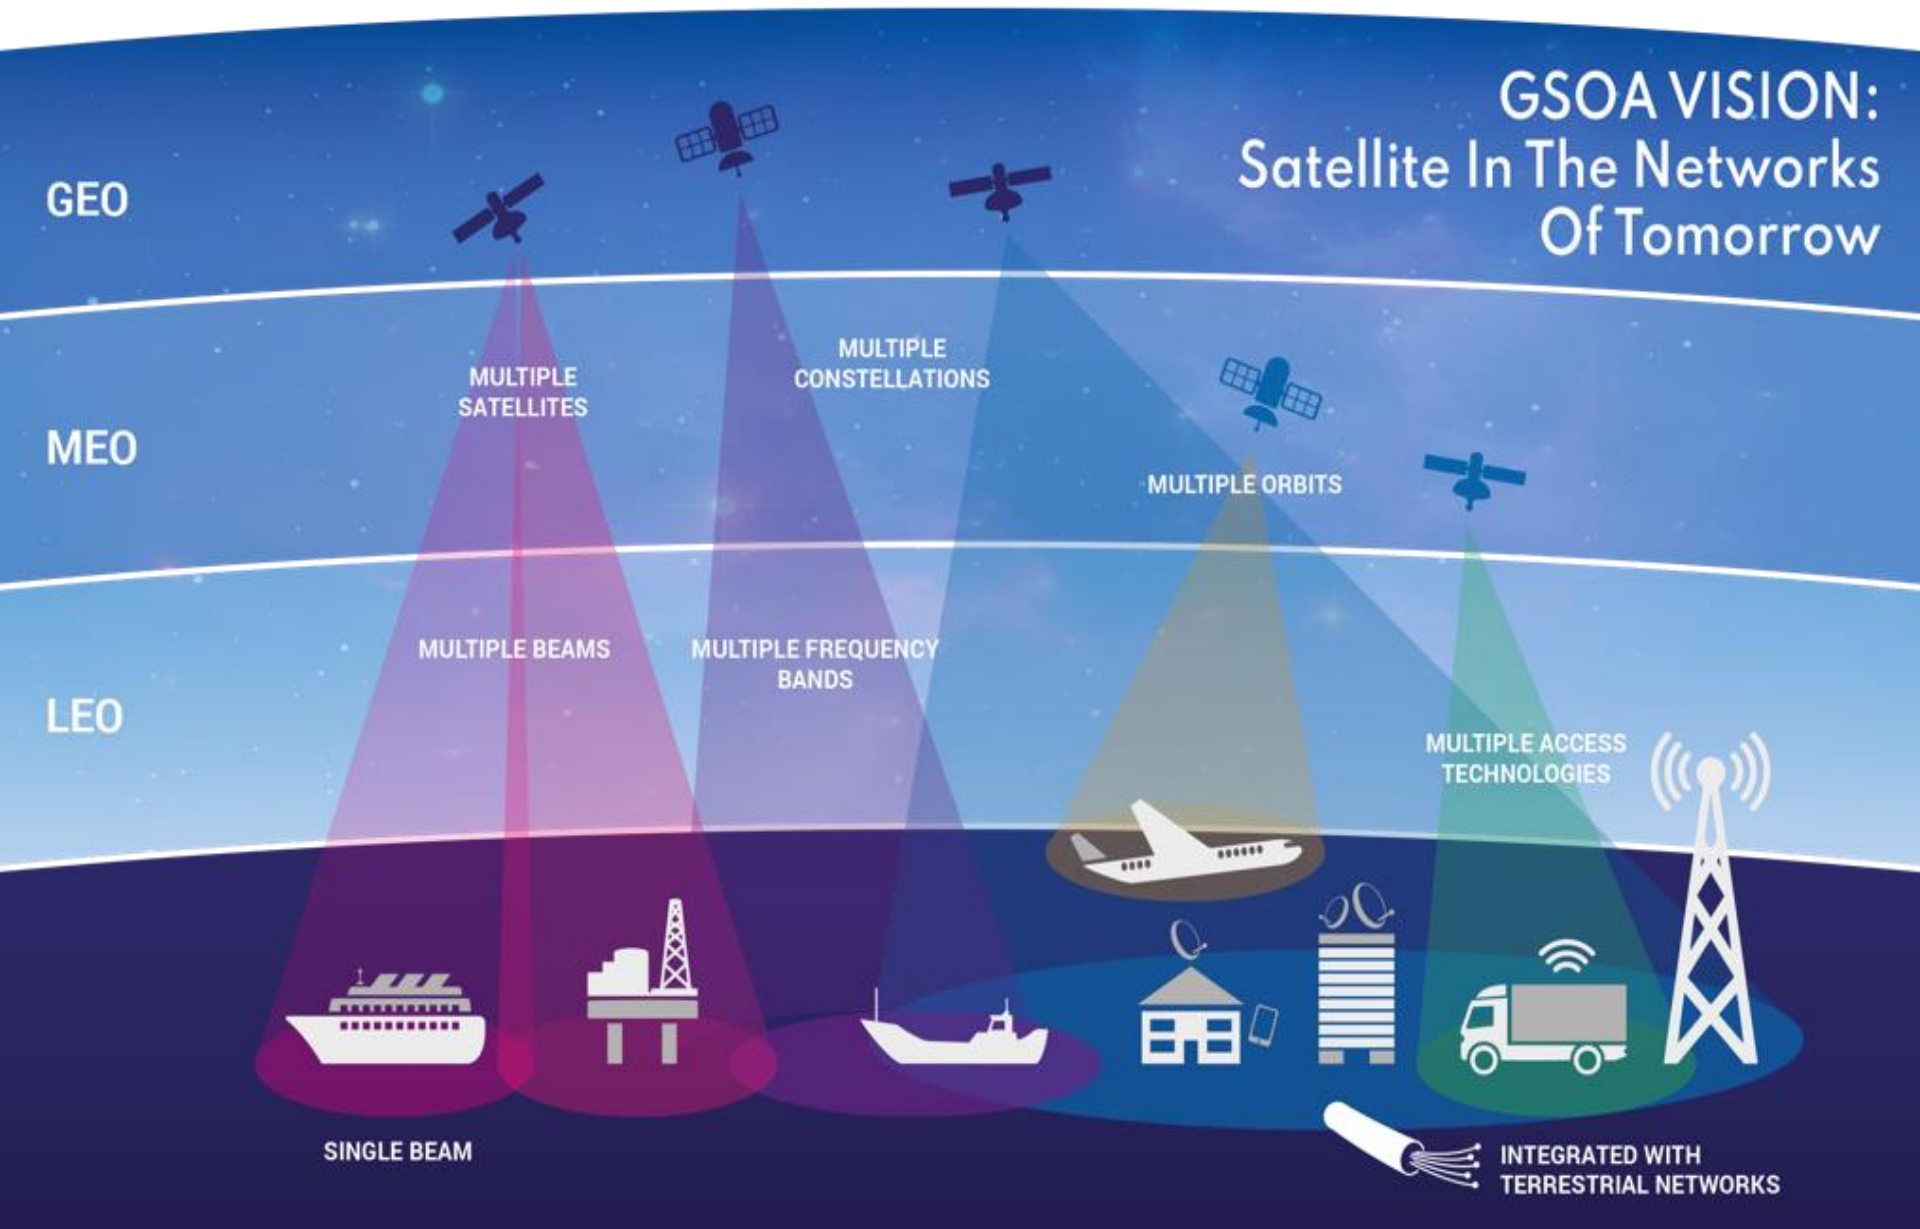 GSOA VISION:
Satellite In The Networks
Of Tomorrow
GEO
MULTIPLE
SATELLITES
MULTIPLE
CONSTELLATIONS
MEO
MULTIPLE ORBITS
MULTIPLE BEAMS
MULTIPLE FREQUENCY
BANDS
LEO
MULTIPLE ACCESS
TECHNOLOGIES
SINGLE BEAM
INTEGRATED WITH
TERRESTRIAL NETWORKS